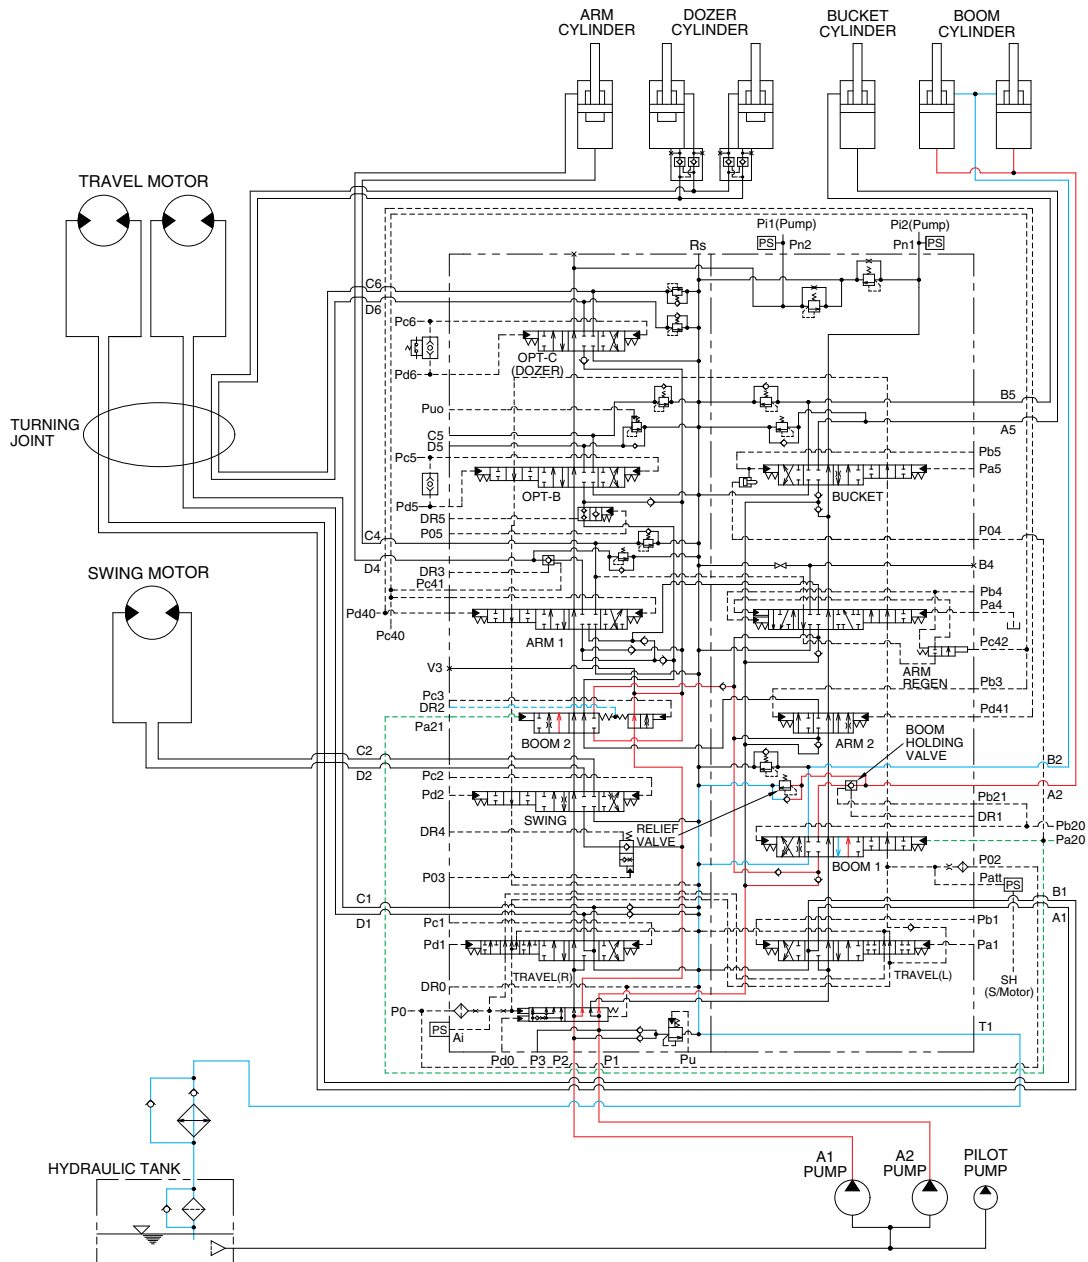 ARM
CYLINDER
DOZER
CYLINDER
BUCKET
CYLINDER
BOOM
CYLINDER
TRAVEL MOTOR
TURNING
JOINT
SWING MOTOR
Pi1(Pump)
PS
Pn2
Rs
Pi2(Pump)
Pn1
PS
C6
D6
Pc6
OPT-C
(DOZER)
Pd6
Puo
C5
D5
Pc5
Pd5
OPT-B
DR5
P05
C4
D4
DR3
Pc41
Pd40
Pc40
ARM 1
V3
Pc3
DR2
Pa21
BOOM 2
C2
D2
Pc2
Pd2
SWING
DR4
P03
C1
D1
Pc1
Pd1
TRAVEL(R)
DR0
P0
PS
Ai
Pd0
P3
P2
P1
Pu
B5
A5
Pb5
Pa5
BUCKET
P04
B4
Pb4
Pa4
Pc42
ARM
REGEN
Pb3
Pd41
ARM 2
BOOM
HOLDING
VALVE
B2
A2
Pb21
DR1
Pb20
Pa20
RELIEF
VALVE
BOOM 1
P02
Patt
PS
B1
A1
Pb1
Pa1
TRAVEL(L)
SH
(S/Motor)
T1
HYDRAULIC TANK
A1
PUMP
A2
PUMP
PILOT
PUMP